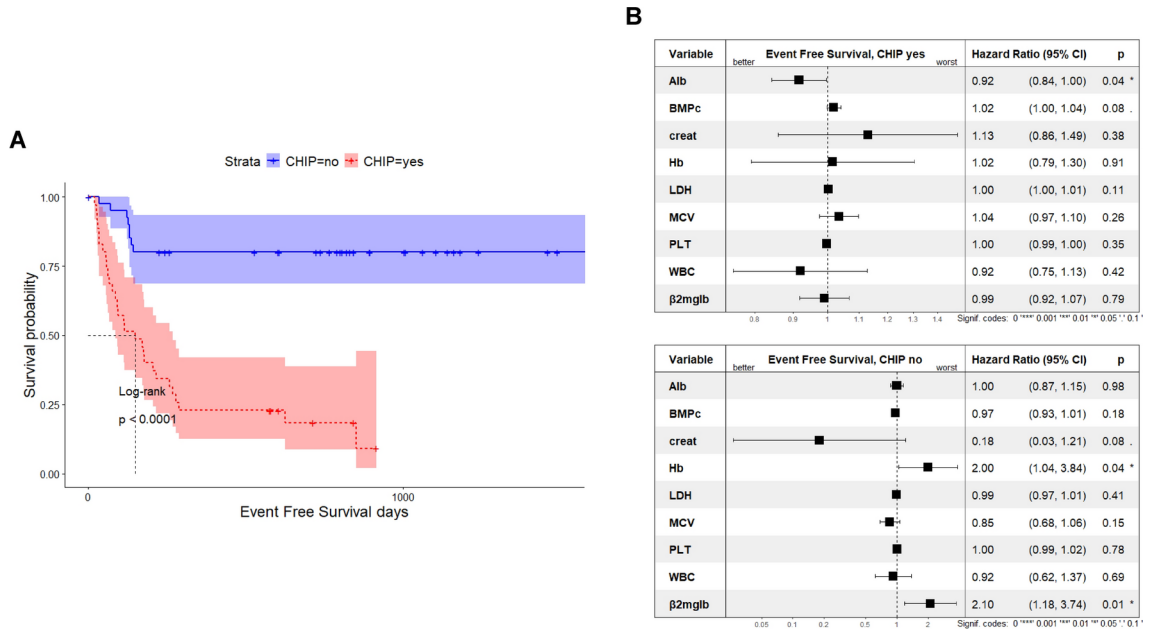 A
Strata CHIP=no CHIP=yes
1.00
0.75
0.50
0.25
0.00
Survival probability
Log-rank
p < 0.0001
0 1000
Event Free Survival days
B
Variable Event Free Survival, CHIP yes Hazard Ratio (95% CI) p
better worst
Alb 0.92 (0.84, 1.00) 0.04 *
BMPc 1.02 (1.00, 1.04) 0.08 .
creat 1.13 (0.86, 1.49) 0.38
Hb 1.02 (0.79, 1.30) 0.91
LDH 1.00 (1.00, 1.01) 0.11
MCV 1.04 (0.97, 1.10) 0.26
PLT 1.00 (0.99, 1.00) 0.35
WBC 0.92 (0.75, 1.13) 0.42
β2mglb 0.99 (0.92, 1.07) 0.79
0.8 0.9 1 1.1 1.2 1.3 1.4
Signif. codes: 0 '***' 0.001 '**' 0.01 '*' 0.05 '.' 0.1 '
Variable Event Free Survival, CHIP no Hazard Ratio (95% CI) p
better worst
Alb 1.00 (0.87, 1.15) 0.98
BMPc 0.97 (0.93, 1.01) 0.18
creat 0.18 (0.03, 1.21) 0.08 .
Hb 2.00 (1.04, 3.84) 0.04 *
LDH 0.99 (0.97, 1.01) 0.41
MCV 0.85 (0.68, 1.06) 0.15
PLT 1.00 (0.99, 1.02) 0.78
WBC 0.92 (0.62, 1.37) 0.69
β2mglb 2.10 (1.18, 3.74) 0.01 *
0.05 0.1 0.2 0.5 1 2
Signif. codes: 0 '***' 0.001 '**' 0.01 '*' 0.05 '.' 0.1 '